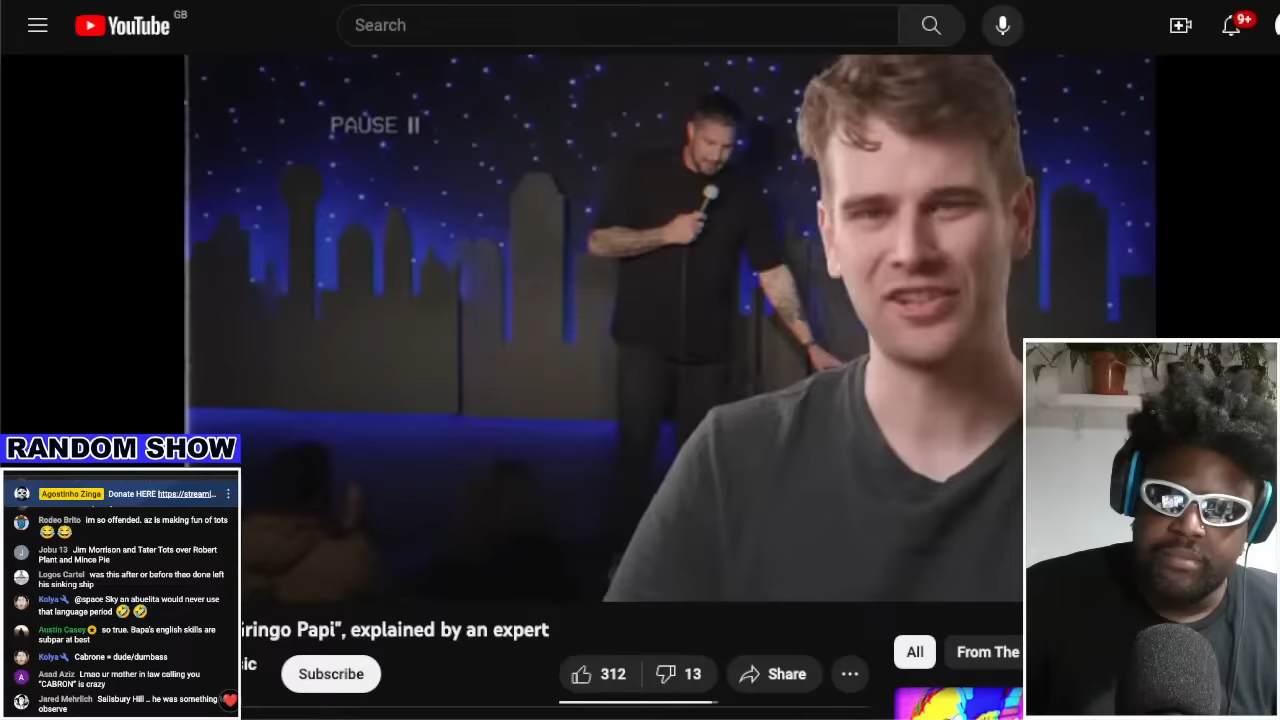 YouTube GB
Search
9+
PAUSE II
RANDOM SHOW
Agostinho Zinga Donate HERE https://streaml...
Rodeo Brito Im so offended. az is making fun of tots
😂 😂
Jobu 13 Jim Morrison and Tater Tots over Robert
Plant and Mince Pie
Logos Cartel was this after or before theo done left
his sinking ship
Kolya @space Sky an abuelita would never use
that language period 🤣 🤣
Austin Casey so true. Bapa's english skills are
subpar at best
Kolya Cabrone = dude/dumbass
Asad Aziz Lmao ur mother in law calling you
"CABRON" is crazy
Jared Mehrlich Salisbury Hill .. he was something
observe
Gringo Papi", explained by an expert
sic
Subscribe
312
13
Share
...
All
From The